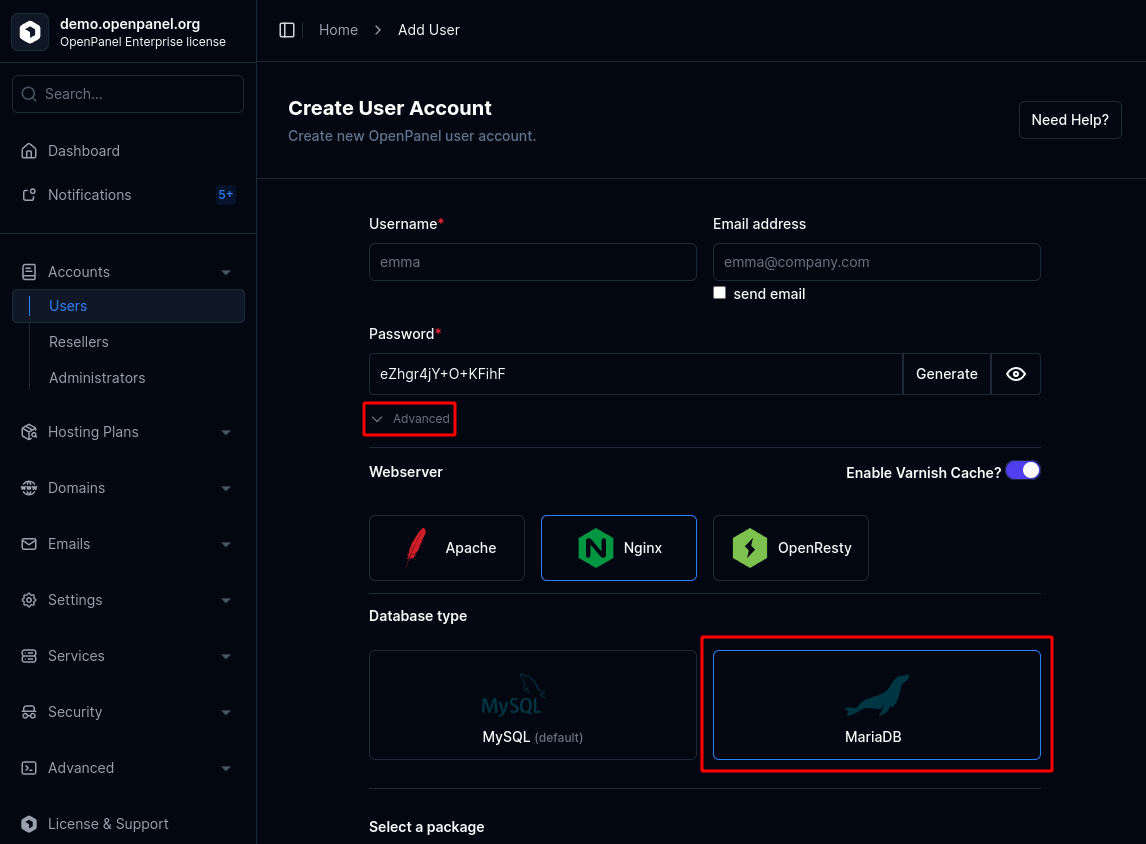 demo.openpanel.org
OpenPanel Enterprise license
Search...
Dashboard
Notifications 5+
Accounts
Users
Resellers
Administrators
Hosting Plans
Domains
Emails
Settings
Services
Security
Advanced
License & Support
Home > Add User
Create User Account
Create new OpenPanel user account.
Need Help?
Username* Email address
emma emma@company.com
send email
Password*
eZhgr4jY+O+KFihF Generate
Advanced
Webserver Enable Varnish Cache?
Apache Nginx OpenResty
Database type
MySQL
MySQL (default) MariaDB
Select a package